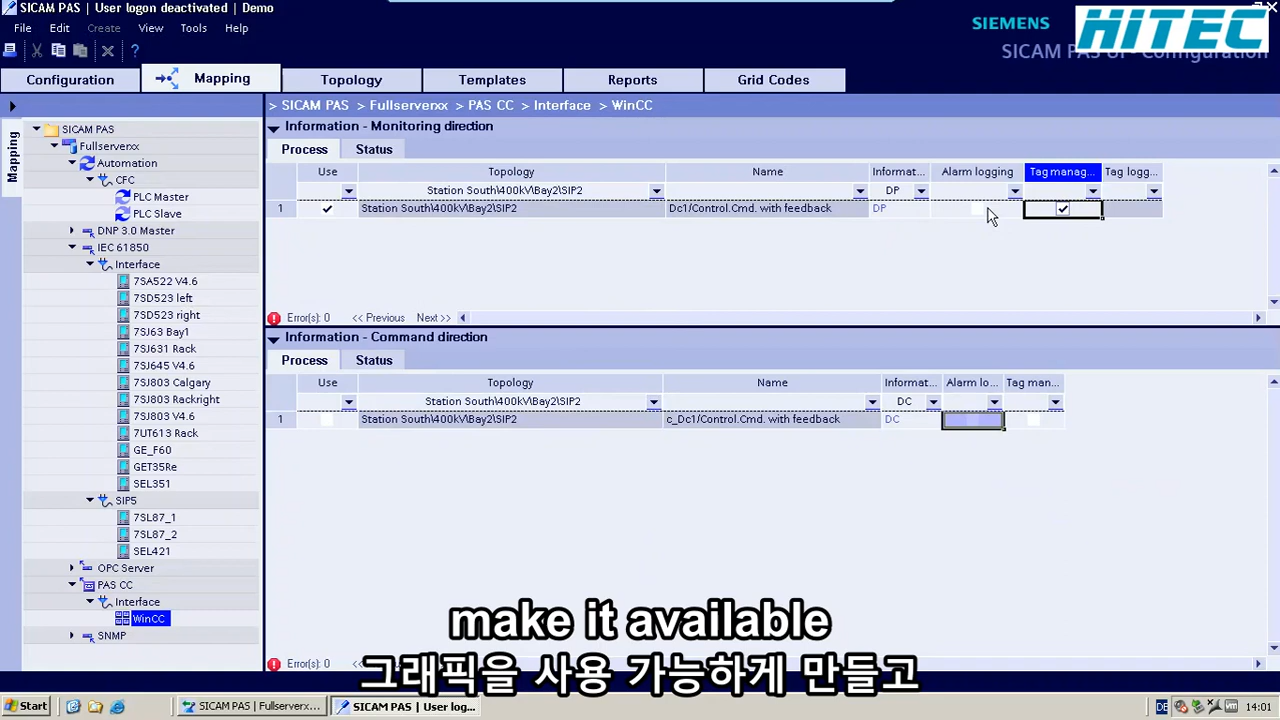 SICAM PAS | User logon deactivated | Demo
File Edit Create View Tools Help
SIEMENS
HITEC
SICAM PAS UI - Configuration
Configuration Mapping Topology Templates Reports Grid Codes
> SICAM PAS > Fullserverxx > PAS CC > Interface > WinCC
Mapping
SICAM PAS
Fullserverxx
Automation
CFC
PLC Master
PLC Slave
DNP 3.0 Master
IEC 61850
Interface
7SA522 V4.6
7SD523 left
7SD523 right
7SJ63 Bay1
7SJ631 Rack
7SJ645 V4.6
7SJ803 Calgary
7SJ803 Rackright
7SJ803 V4.6
7UT613 Rack
GE_F60
GET35Re
SEL351
SIP5
7SL87_1
7SL87_2
SEL421
OPC Server
PAS CC
Interface
WinCC
SNMP
Information - Monitoring direction
Process Status
Use Topology Name Informat... Alarm logging Tag manag... Tag logg...
Station South\400kV\Bay2\SIP2 DP
1 Station South\400kV\Bay2\SIP2 Dc1/Control.Cmd. with feedback DP
Error(s): 0 << Previous Next >>
Information - Command direction
Process Status
Use Topology Name Informat... Alarm lo... Tag man...
Station South\400kV\Bay2\SIP2 DC
1 Station South\400kV\Bay2\SIP2 c_Dc1/Control.Cmd. with feedback DC
make it available
그래픽을 사용 가능하게 만들고
Error(s): 0
Start SICAM PAS | Fullserverx... SICAM PAS | User log... DE 14:01